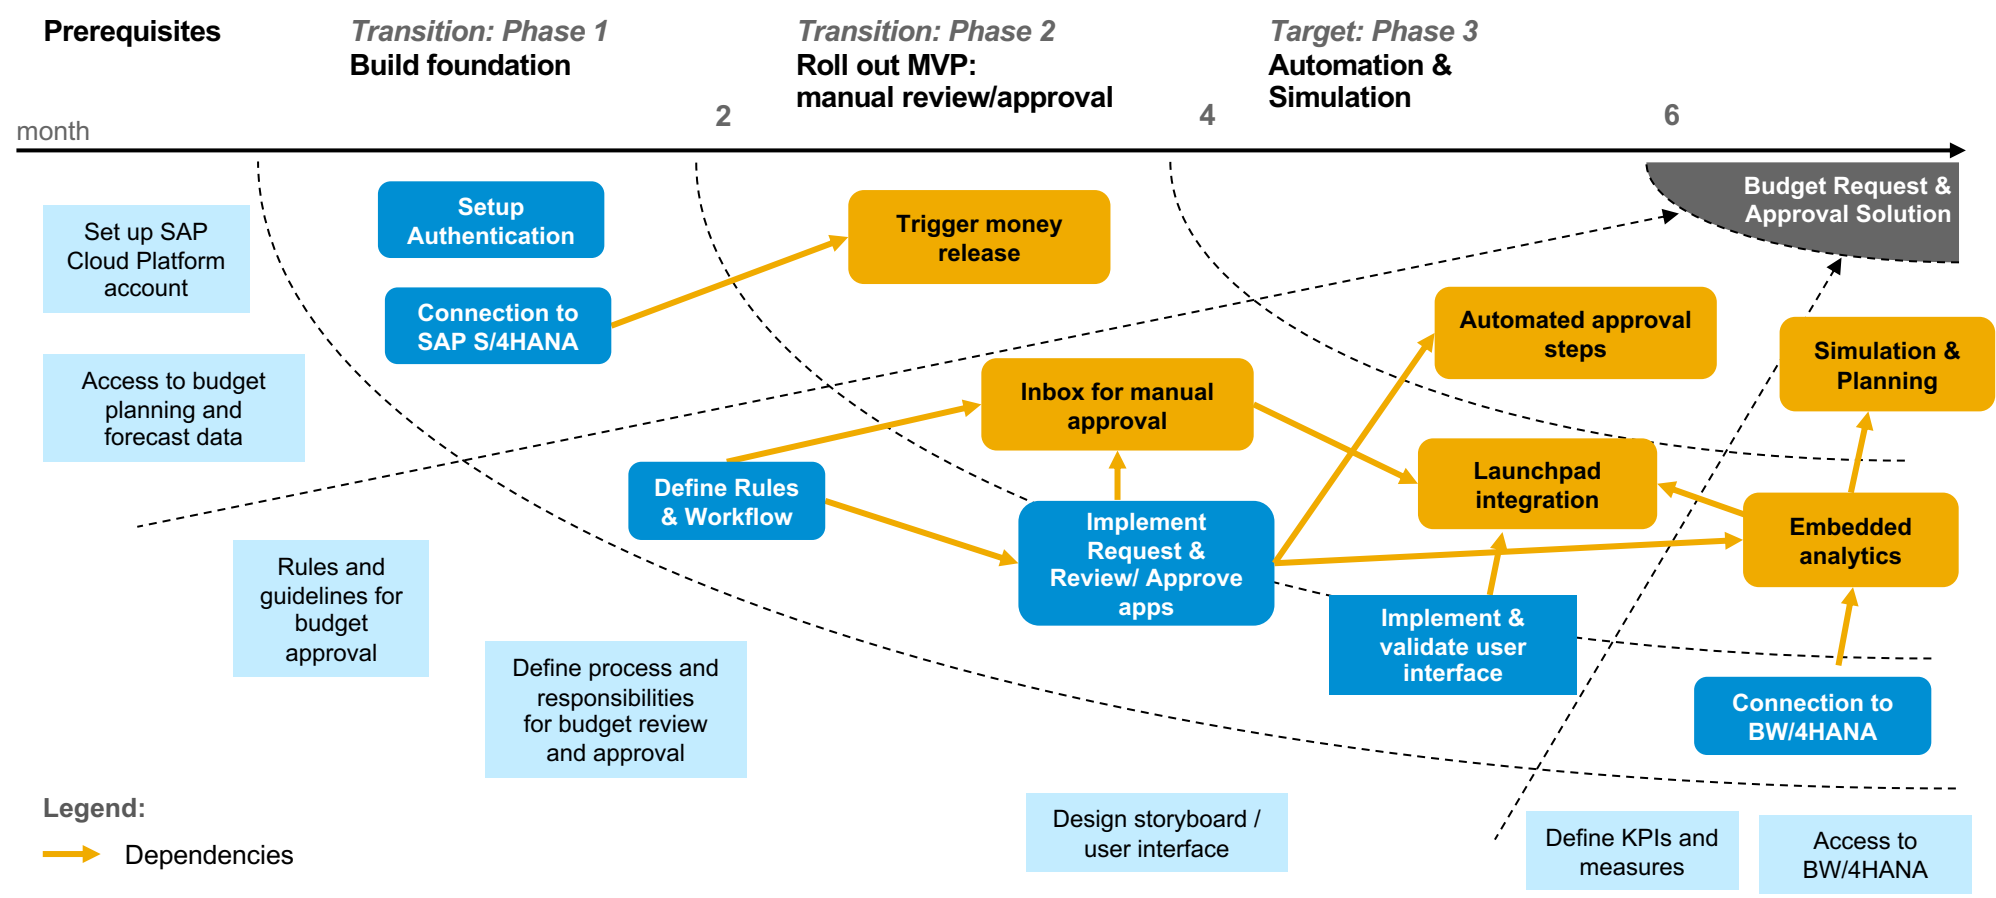 Prerequisites
Transition: Phase 1
Build foundation
Transition: Phase 2
Roll out MVP:
manual review/approval
Target: Phase 3
Automation &
Simulation
month
2
4
6
Budget Request &
Approval Solution
Set up SAP
Cloud Platform
account
Setup
Authentication
Trigger money
release
Connection to
SAP S/4HANA
Automated approval
steps
Simulation &
Planning
Access to budget
planning and
forecast data
Inbox for manual
approval
Launchpad
integration
Define Rules
& Workflow
Implement
Request &
Review/ Approve
apps
Embedded
analytics
Rules and
guidelines for
budget
approval
Implement &
validate user
interface
Define process and
responsibilities
for budget review
and approval
Connection to
BW/4HANA
Design storyboard /
user interface
Define KPIs and
measures
Access to
BW/4HANA
Legend:
Dependencies